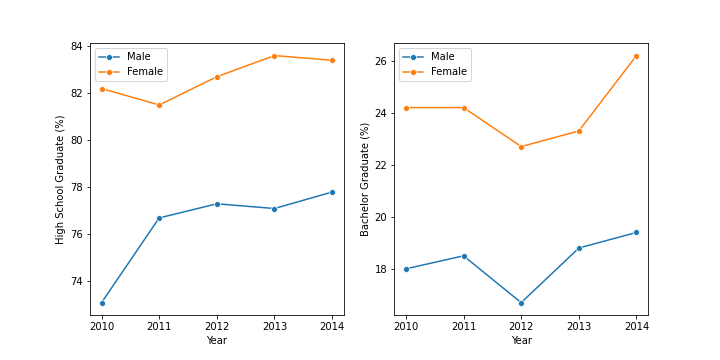 Male
Female
84
82
80
78
76
74
High School Graduate (%)
2010 2011 2012 2013 2014
Year
Male
Female
26
24
22
20
18
Bachelor Graduate (%)
2010 2011 2012 2013 2014
Year